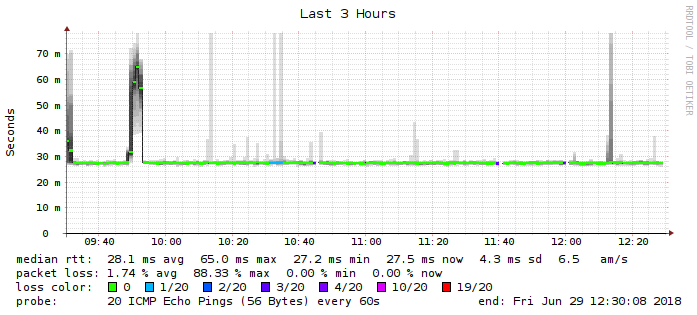 Last 3 Hours
RRDTOOL / TOBI OETIKER
Seconds
70 m
60 m
50 m
40 m
30 m
20 m
10 m
0
09:40 10:00 10:20 10:40 11:00 11:20 11:40 12:00 12:20
median rtt: 28.1 ms avg 65.0 ms max 27.2 ms min 27.5 ms now 4.3 ms sd 6.5 am/s
packet loss: 1.74 % avg 88.33 % max 0.00 % min 0.00 % now
loss color: 0 1/20 2/20 3/20 4/20 10/20 19/20
probe: 20 ICMP Echo Pings (56 Bytes) every 60s end: Fri Jun 29 12:30:08 2018